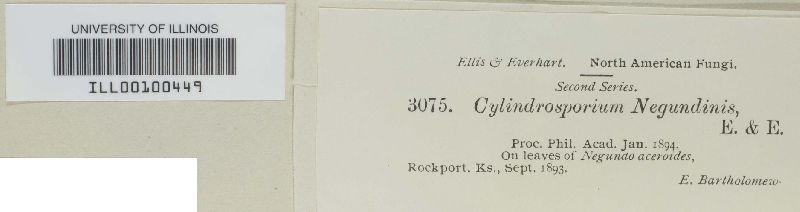 UNIVERSITY OF ILLINOIS
ILL00100449
Ellis & Everhart. North American Fungi.
Second Series.
3075. Cylindrosporium Negundinis,
E. & E.
Proc. Phil. Acad. Jan. 1894.
On leaves of Negundo aceroides,
Rockport, Ks., Sept. 1893.
E. Bartholomew